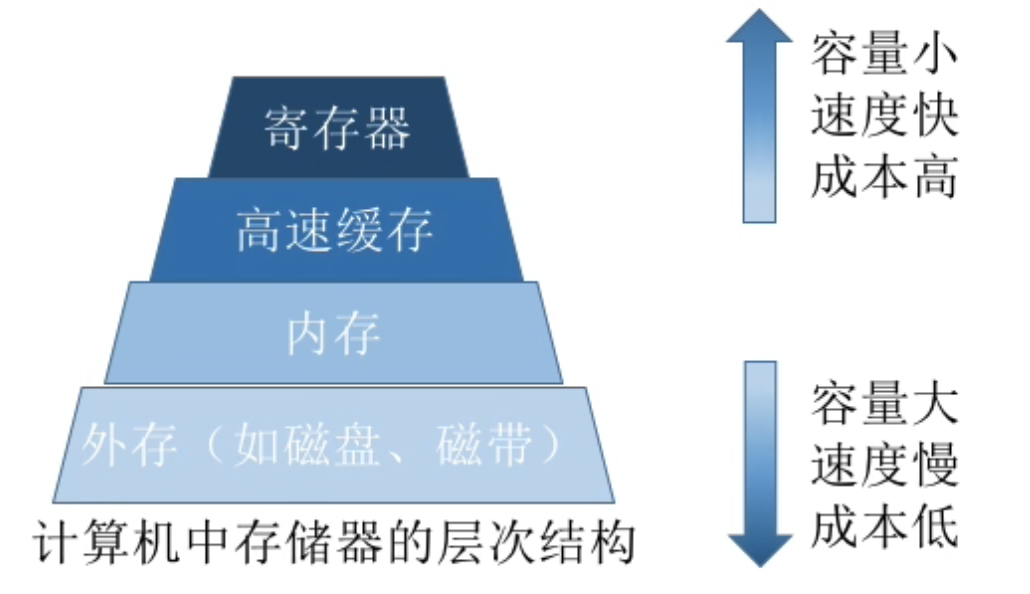 寄存器
高速缓存
内存
外存（如磁盘、磁带）
计算机中存储器的层次结构
容量小
速度快
成本高
容量大
速度慢
成本低